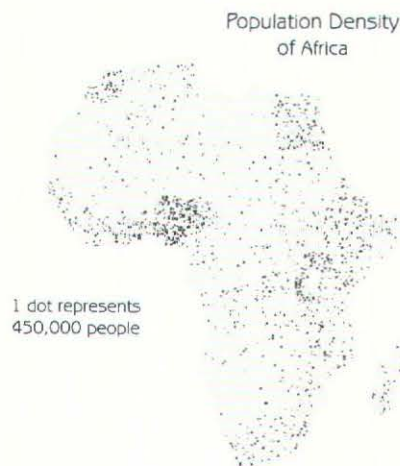 Population Density
of Africa
1 dot represents
450,000 people